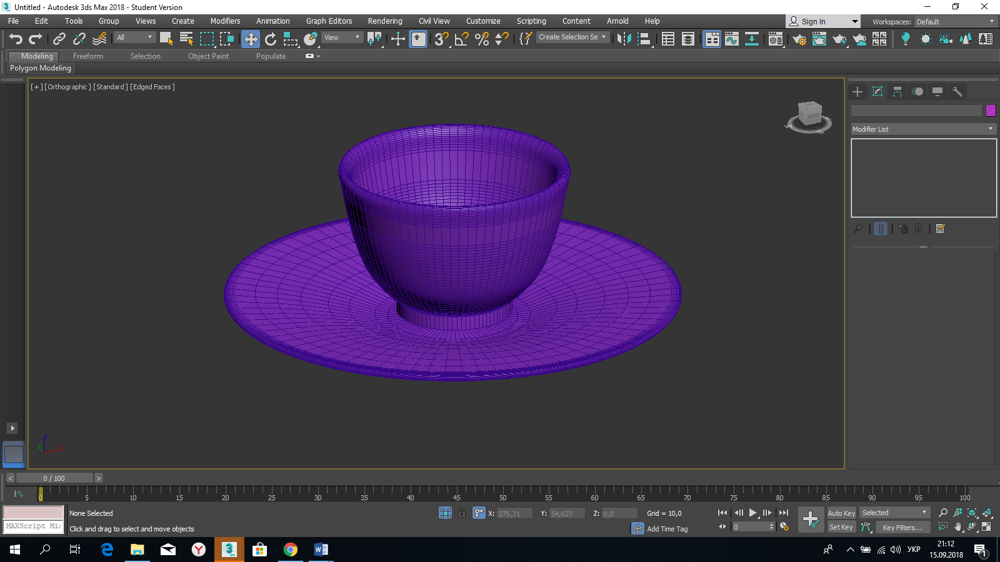 Untitled - Autodesk 3ds Max 2018 - Student Version
File Edit Tools Group Views Create Modifiers Animation Graph Editors Rendering Civil View Customize Scripting Content Arnold Help
Sign In Workspaces: Default
All View Create Selection Se
Modeling Freeform Selection Object Paint Populate
Polygon Modeling
[+] [Orthographic] [Standard] [Edged Faces]
FRONT
Modifier List
z
y
x
< 0 / 100 >
0 5 10 15 20 25 30 35 40 45 50 55 60 65 70 75 80 85 90 95 100
None Selected X: 275,71 Y: 54,627 Z: 0,0 Grid = 10,0 Auto Key Selected
MAXScript Mi
Click and drag to select and move objects Add Time Tag 0 Set Key Key Filters...
3 MAX
УКР 21:12
15.09.2018
1